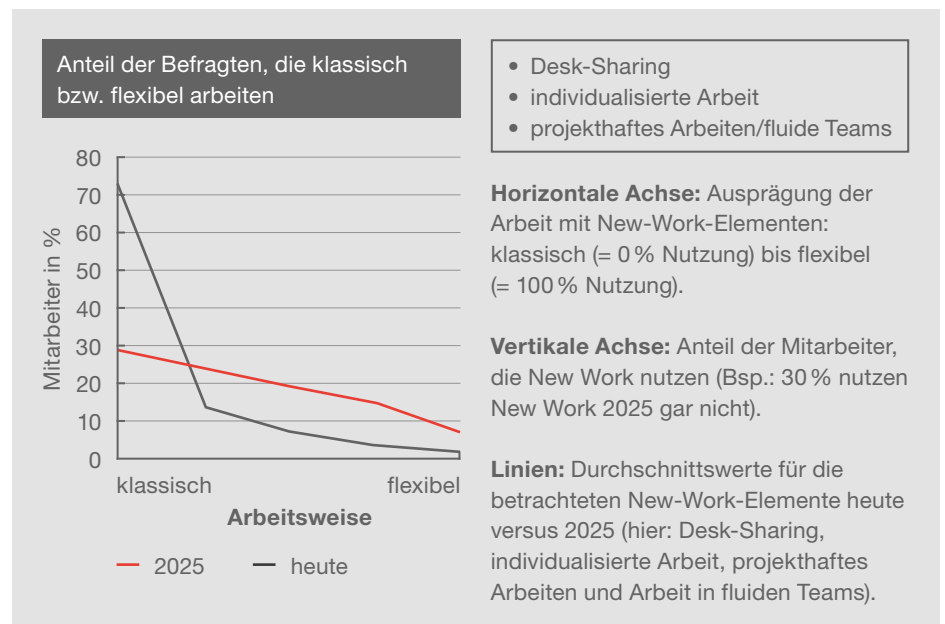 Anteil der Befragten, die klassisch
bzw. flexibel arbeiten
Mitarbeiter in %
80
70
60
50
40
30
20
10
0
klassisch
flexibel
Arbeitsweise
2025
heute
• Desk-Sharing
• individualisierte Arbeit
• projekthaftes Arbeiten/fluide Teams
Horizontale Achse: Ausprägung der
Arbeit mit New-Work-Elementen:
klassisch (= 0 % Nutzung) bis flexibel
(= 100 % Nutzung).
Vertikale Achse: Anteil der Mitarbeiter,
die New Work nutzen (Bsp.: 30 % nutzen
New Work 2025 gar nicht).
Linien: Durchschnittswerte für die
betrachteten New-Work-Elemente heute
versus 2025 (hier: Desk-Sharing,
individualisierte Arbeit, projekthaftes
Arbeiten und Arbeit in fluiden Teams).